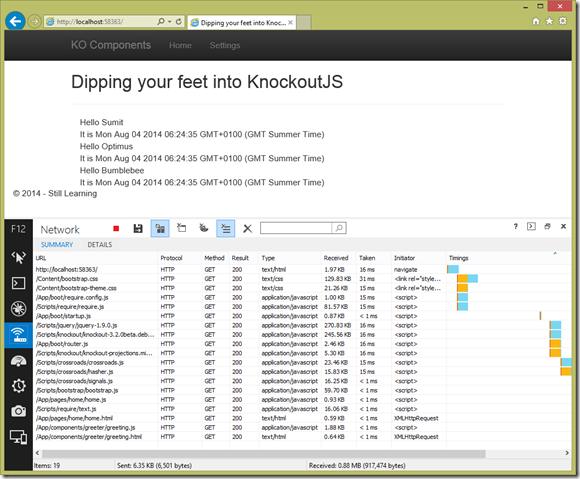 http://localhost:58363/
Dipping your feet into Knoc...
KO Components Home Settings
Dipping your feet into KnockoutJS
Hello Sumit
It is Mon Aug 04 2014 06:24:35 GMT+0100 (GMT Summer Time)
Hello Optimus
It is Mon Aug 04 2014 06:24:35 GMT+0100 (GMT Summer Time)
Hello Bumblebee
It is Mon Aug 04 2014 06:24:35 GMT+0100 (GMT Summer Time)
© 2014 - Still Learning
F12 Network
SUMMARY DETAILS
URL Protocol Method Result Type Received Taken Initiator Timings
http://localhost:58363/ HTTP GET 200 text/html 1.97 KB 16 ms navigate
/Content/bootstrap.css HTTP GET 200 text/css 129.83 KB 31 ms <link rel="style...
/Content/bootstrap-theme.css HTTP GET 200 text/css 21.26 KB 15 ms <link rel="style...
/App/boot/require.config.js HTTP GET 200 application/javascript 1.00 KB 15 ms <script>
/Scripts/require/require.js HTTP GET 200 application/javascript 81.57 KB 15 ms <script>
/App/boot/startup.js HTTP GET 200 application/javascript 0.87 KB < 1 ms <script>
/Scripts/jquery/jquery-1.9.0.js HTTP GET 200 application/javascript 270.83 KB 16 ms <script>
/Scripts/knockout/knockout-3.2.0beta.deb... HTTP GET 200 application/javascript 245.56 KB 16 ms <script>
/App/boot/router.js HTTP GET 200 application/javascript 2.46 KB 16 ms <script>
/Scripts/knockout/knockout-projections.mi... HTTP GET 200 application/javascript 5.30 KB 16 ms <script>
/Scripts/crossroads/crossroads.js HTTP GET 200 application/javascript 23.46 KB 15 ms <script>
/Scripts/crossroads/hasher.js HTTP GET 200 application/javascript 15.83 KB 15 ms <script>
/Scripts/crossroads/signals.js HTTP GET 200 application/javascript 16.25 KB < 1 ms <script>
/Scripts/bootstrap/bootstrap.js HTTP GET 200 application/javascript 59.70 KB < 1 ms <script>
/App/pages/home/home.js HTTP GET 200 application/javascript 0.93 KB < 1 ms <script>
/Scripts/require/text.js HTTP GET 200 application/javascript 16.06 KB < 1 ms <script>
/App/pages/home/home.html HTTP GET 200 text/html 0.59 KB < 1 ms XMLHttpRequest
/App/components/greeter/greeting.js HTTP GET 200 application/javascript 1.88 KB < 1 ms <script>
/App/components/greeter/greeting.html HTTP GET 200 text/html 0.64 KB < 1 ms XMLHttpRequest
Items: 19 Sent: 6.35 KB (6,501 bytes) Received: 0.88 MB (917,474 bytes)